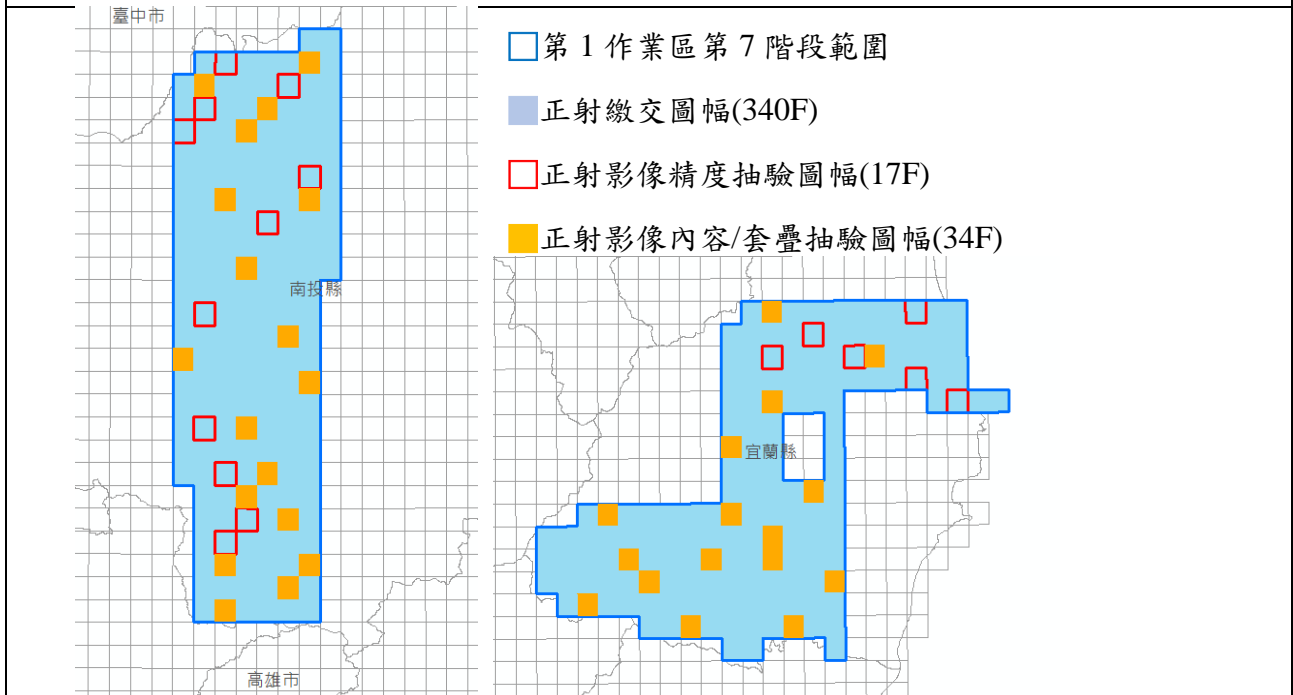 臺中市
第 1 作業區第 7 階段範圍
正射繳交圖幅(340F)
正射影像精度抽驗圖幅(17F)
正射影像內容/套疊抽驗圖幅(34F)
南投縣
宜蘭縣
高雄市